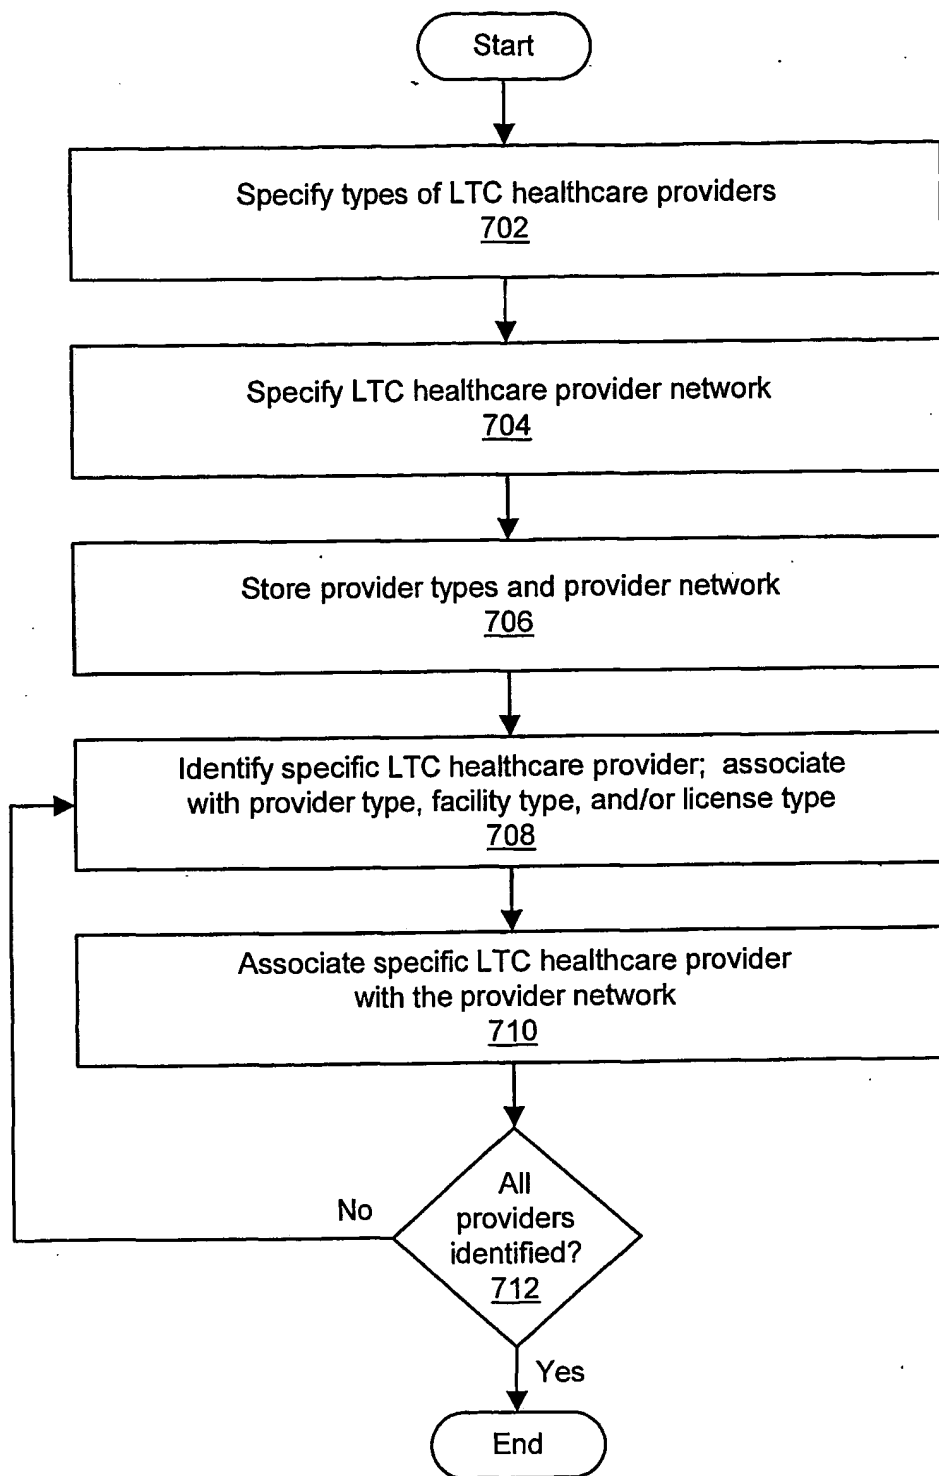 Start
Specify types of LTC healthcare providers
702
Specify LTC healthcare provider network
704
Store provider types and provider network
706
Identify specific LTC healthcare provider; associate
with provider type, facility type, and/or license type
708
Associate specific LTC healthcare provider
with the provider network
710
All
providers
identified?
712
No
Yes
End